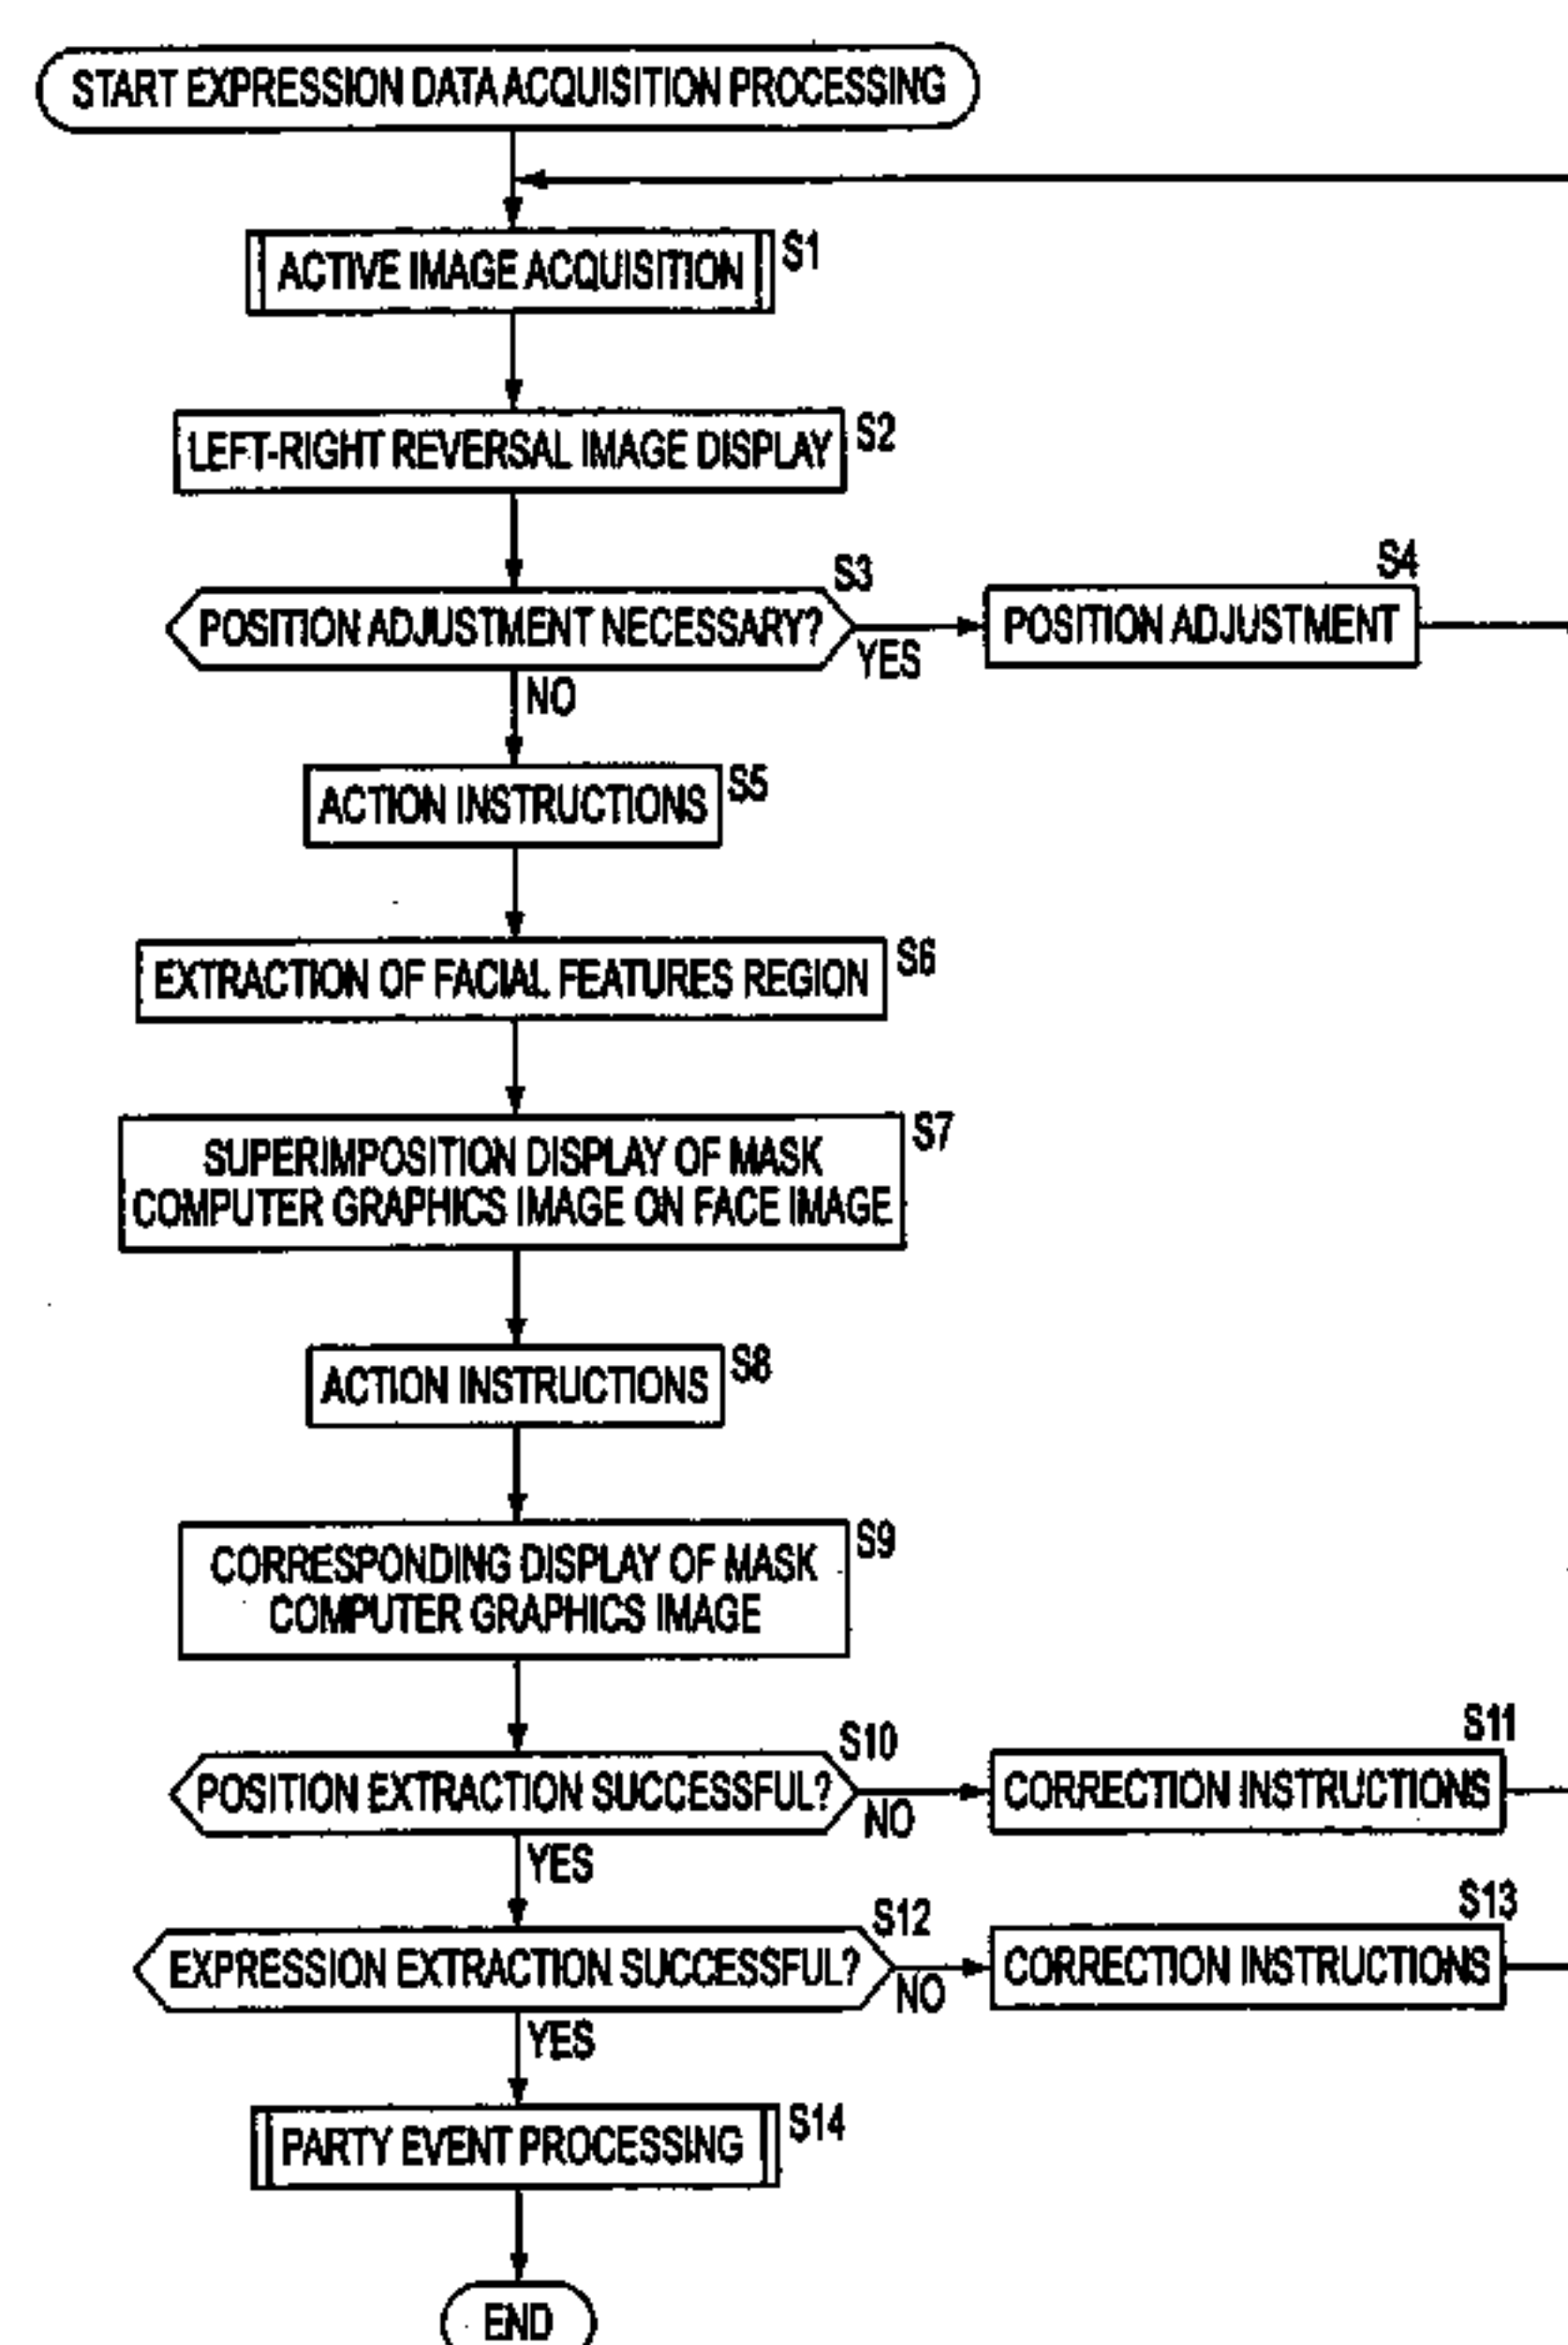 START EXPRESSION DATA ACQUISITION PROCESSING
ACTIVE IMAGE ACQUISITION
S1
LEFT-RIGHT REVERSAL IMAGE DISPLAY
S2
S3
POSITION ADJUSTMENT NECESSARY?
YES
NO
S4
POSITION ADJUSTMENT
ACTION INSTRUCTIONS
S5
EXTRACTION OF FACIAL FEATURES REGION
S6
SUPERIMPOSITION DISPLAY OF MASK
COMPUTER GRAPHICS IMAGE ON FACE IMAGE
S7
ACTION INSTRUCTIONS
S8
CORRESPONDING DISPLAY OF MASK
COMPUTER GRAPHICS IMAGE
S9
S10
POSITION EXTRACTION SUCCESSFUL?
NO
YES
S11
CORRECTION INSTRUCTIONS
S12
EXPRESSION EXTRACTION SUCCESSFUL?
NO
YES
S13
CORRECTION INSTRUCTIONS
PARTY EVENT PROCESSING
S14
END